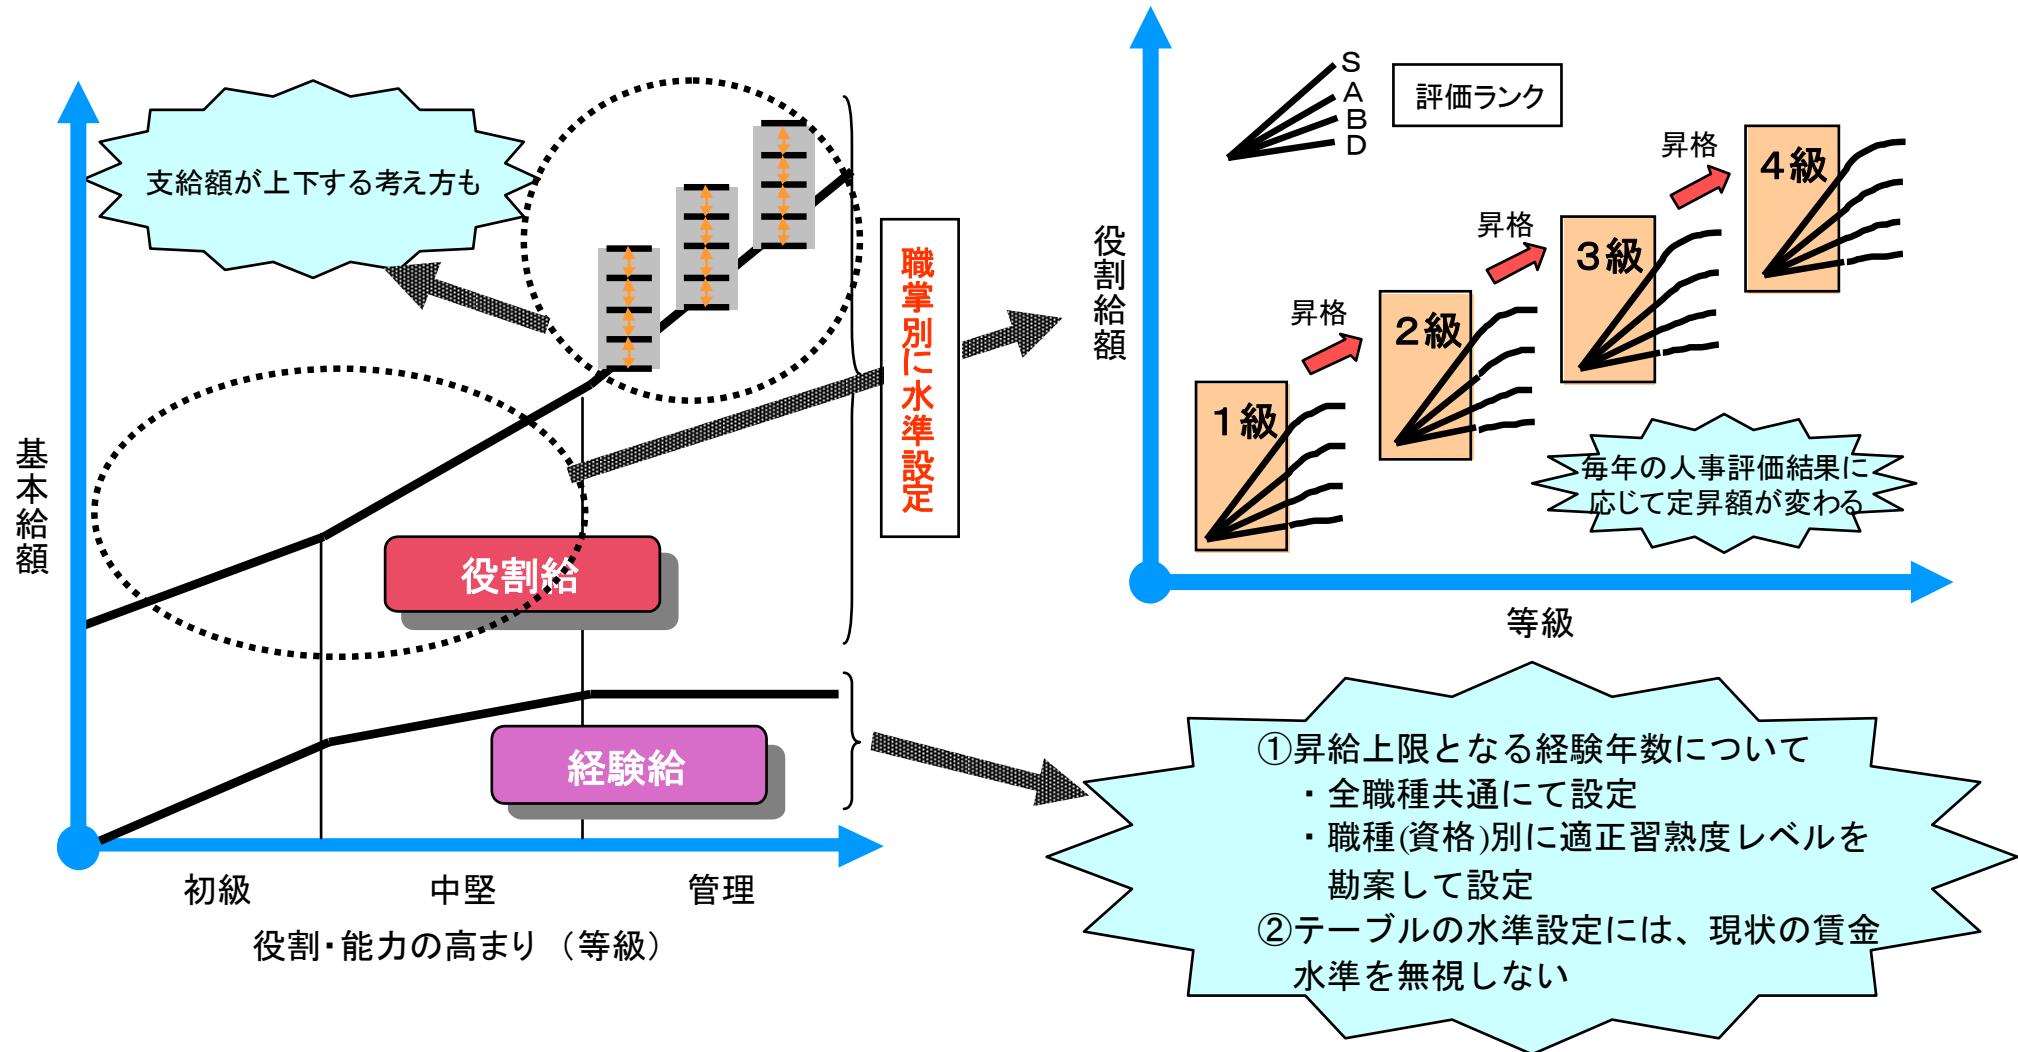 支給額が上下する考え方も
基本給額
役割給
経験給
初級
中堅
管理
役割・能力の高まり （等級）
職掌別に水準設定
S
A
B
D
評価ランク
役割給額
1級
昇格
2級
昇格
3級
昇格
4級
毎年の人事評価結果に
応じて定昇額が変わる
等級
①昇給上限となる経験年数について
・全職種共通にて設定
・職種(資格)別に適正習熟度レベルを
勘案して設定
②テーブルの水準設定には、現状の賃金
水準を無視しない